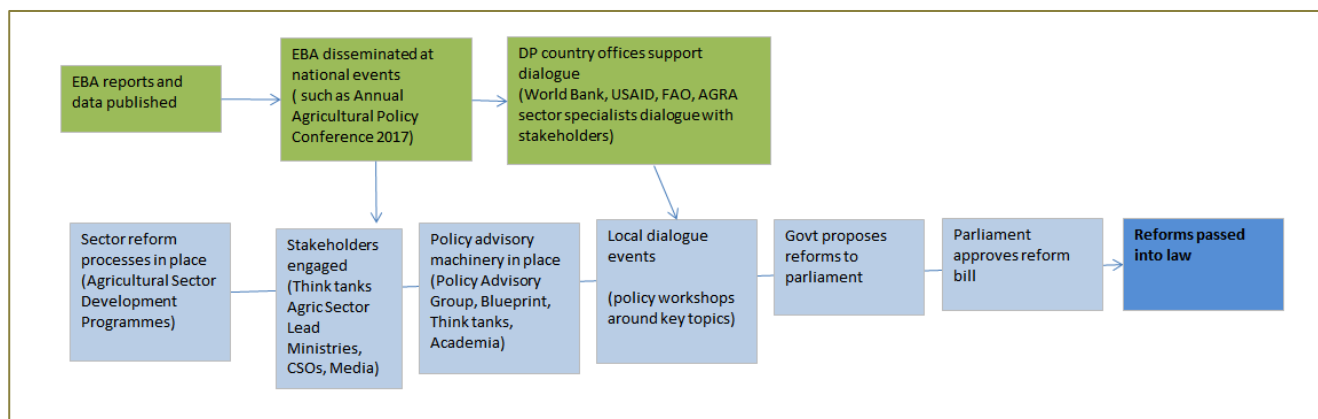 EBA reports and
data published
EBA disseminated at
national events
( such as Annual
Agricultural Policy
Conference 2017)
DP country offices support
dialogue
(World Bank, USAID, FAO, AGRA
sector specialists dialogue with
stakeholders)
Sector reform
processes in place
(Agricultural Sector
Development
Programmes)
Stakeholders
engaged
(Think tanks
Agric Sector
Lead
Ministries,
CSOs, Media)
Policy advisory
machinery in place
(Policy Advisory
Group, Blueprint,
Think tanks,
Academia)
Local dialogue
events
(policy workshops
around key topics)
Govt proposes
reforms to
parliament
Parliament
approves reform
bill
Reforms passed
into law